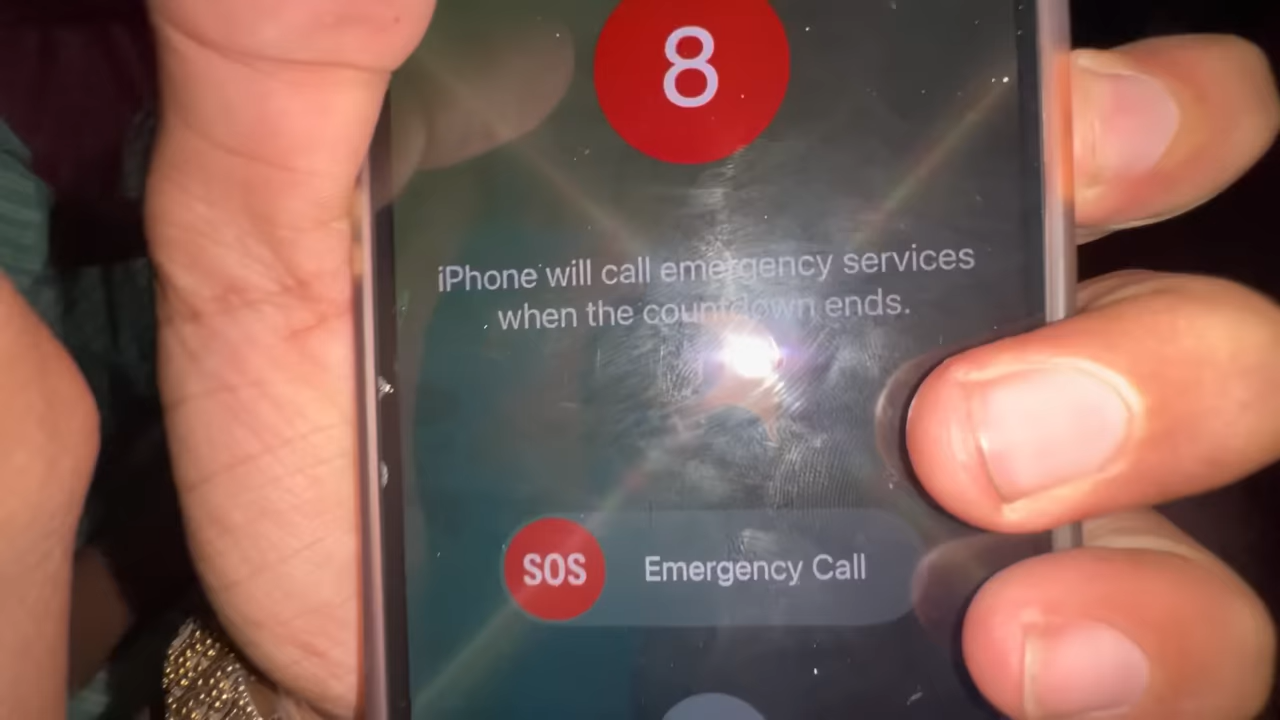 8
iPhone will call emergency services
when the countdown ends.
SOS
Emergency Call